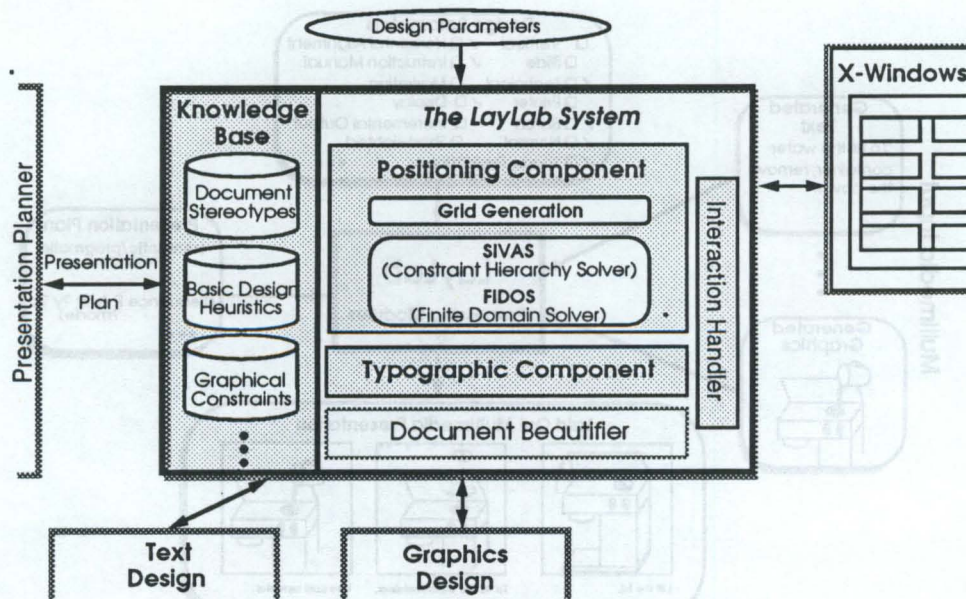 Design Parameters
X-Windows
Knowledge
Base
The LayLab System
Document
Stereotypes
Positioning Component
Grid Generation
SIVAS
(Constraint Hierarchy Solver)
FIDOS
(Finite Domain Solver)
Interaction Handler
Presentation Planner
Presentation
Plan
Basic Design
Heuristics
Graphical
Constraints
Typographic Component
Document Beautifier
Text
Design
Graphics
Design